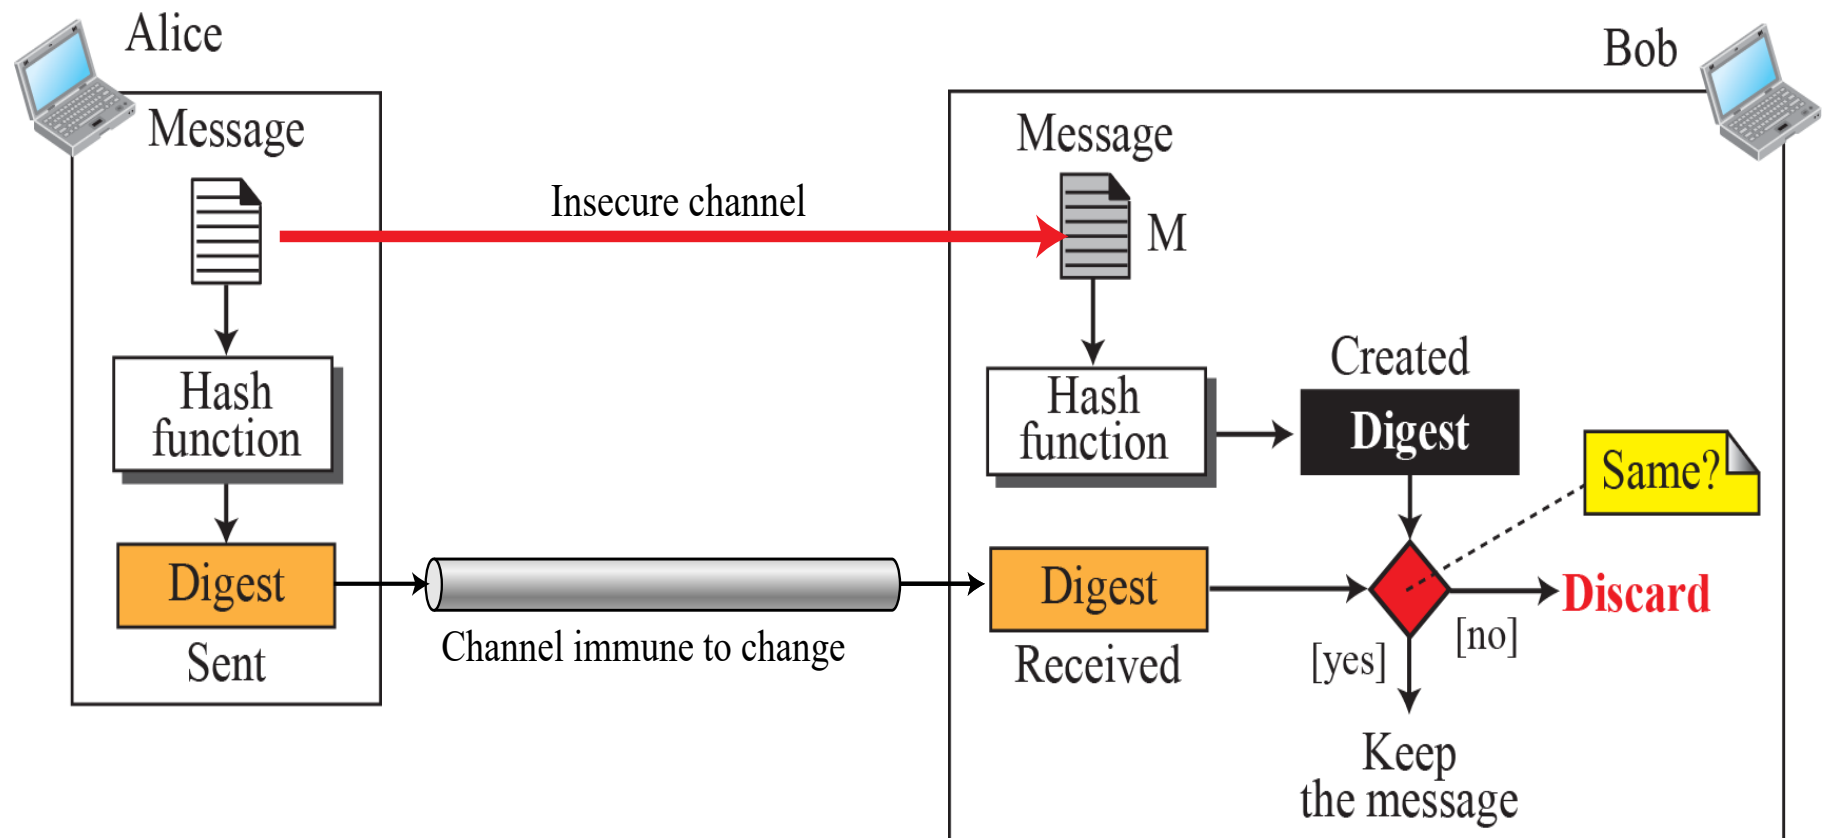 Alice
Message
Hash
function
Digest
Sent
Insecure channel
Channel immune to change
Bob
Message
M
Hash
function
Created
Digest
Same?
Digest
Received
[yes]
[no]
Discard
Keep
the message